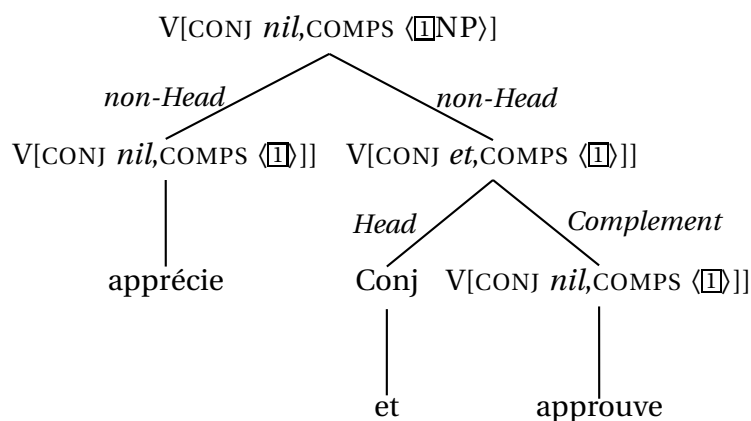 V[CONJ nil,COMPS ⟨1NP⟩]
non-Head non-Head
V[CONJ nil,COMPS ⟨1⟩]] V[CONJ et,COMPS ⟨1⟩]]
Head Complement
apprécie Conj V[CONJ nil,COMPS ⟨1⟩]]
et approuve